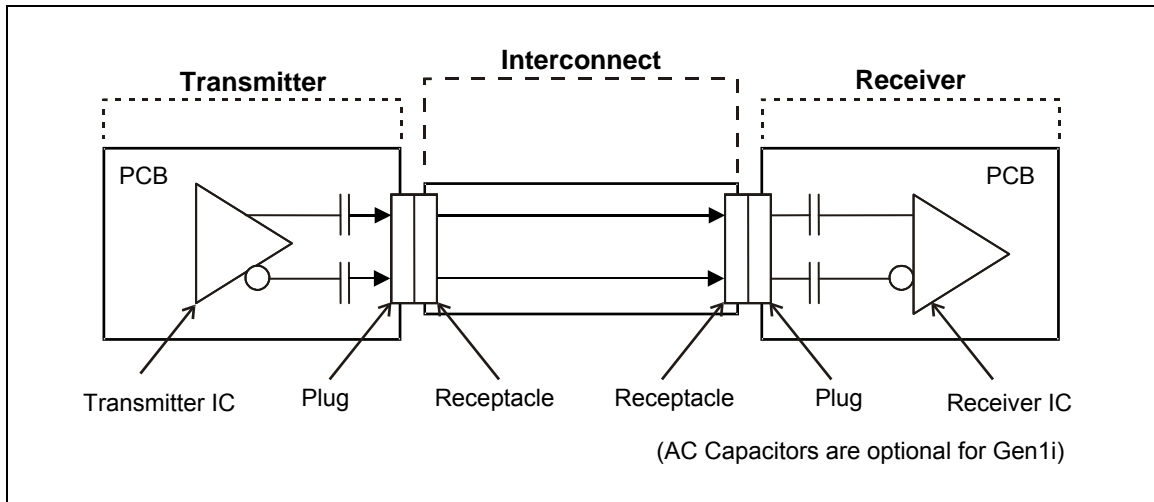 Interconnect
Transmitter
Receiver
PCB
PCB
Transmitter IC
Plug
Receptacle
Receptacle
Plug
Receiver IC
(AC Capacitors are optional for Gen1i)